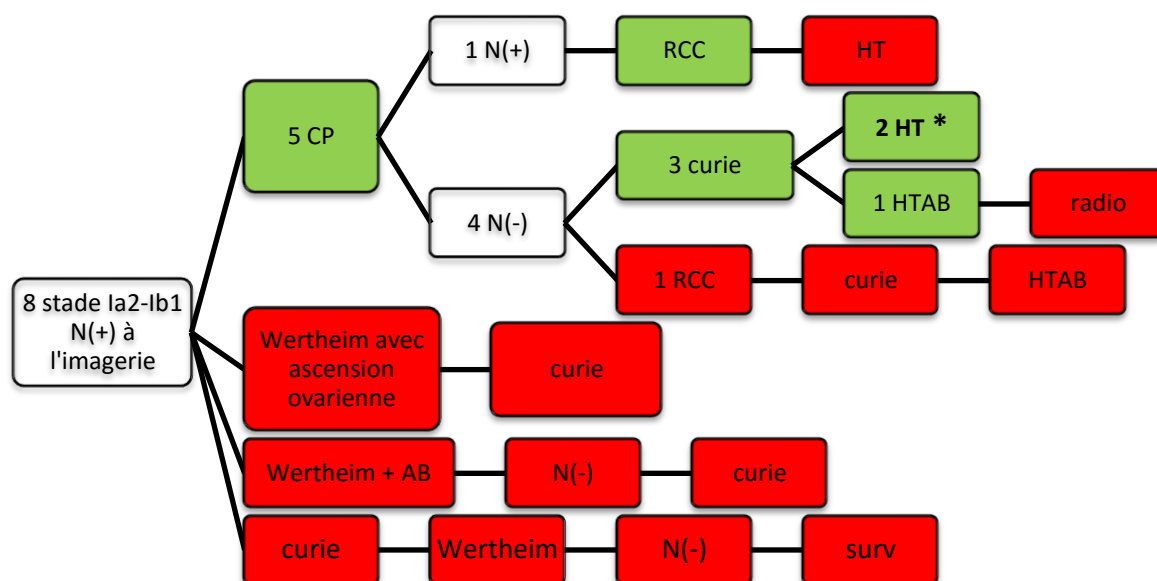 1 N(+)
RCC
HT
5 CP
2 HT *
3 curie
1 HTAB
radio
4 N(-)
1 RCC
curie
HTAB
8 stade Ia2-Ib1
N(+) à
l'imagerie
Wertheim avec
ascension
ovarienne
curie
Wertheim + AB
N(-)
curie
curie
Wertheim
N(-)
surv